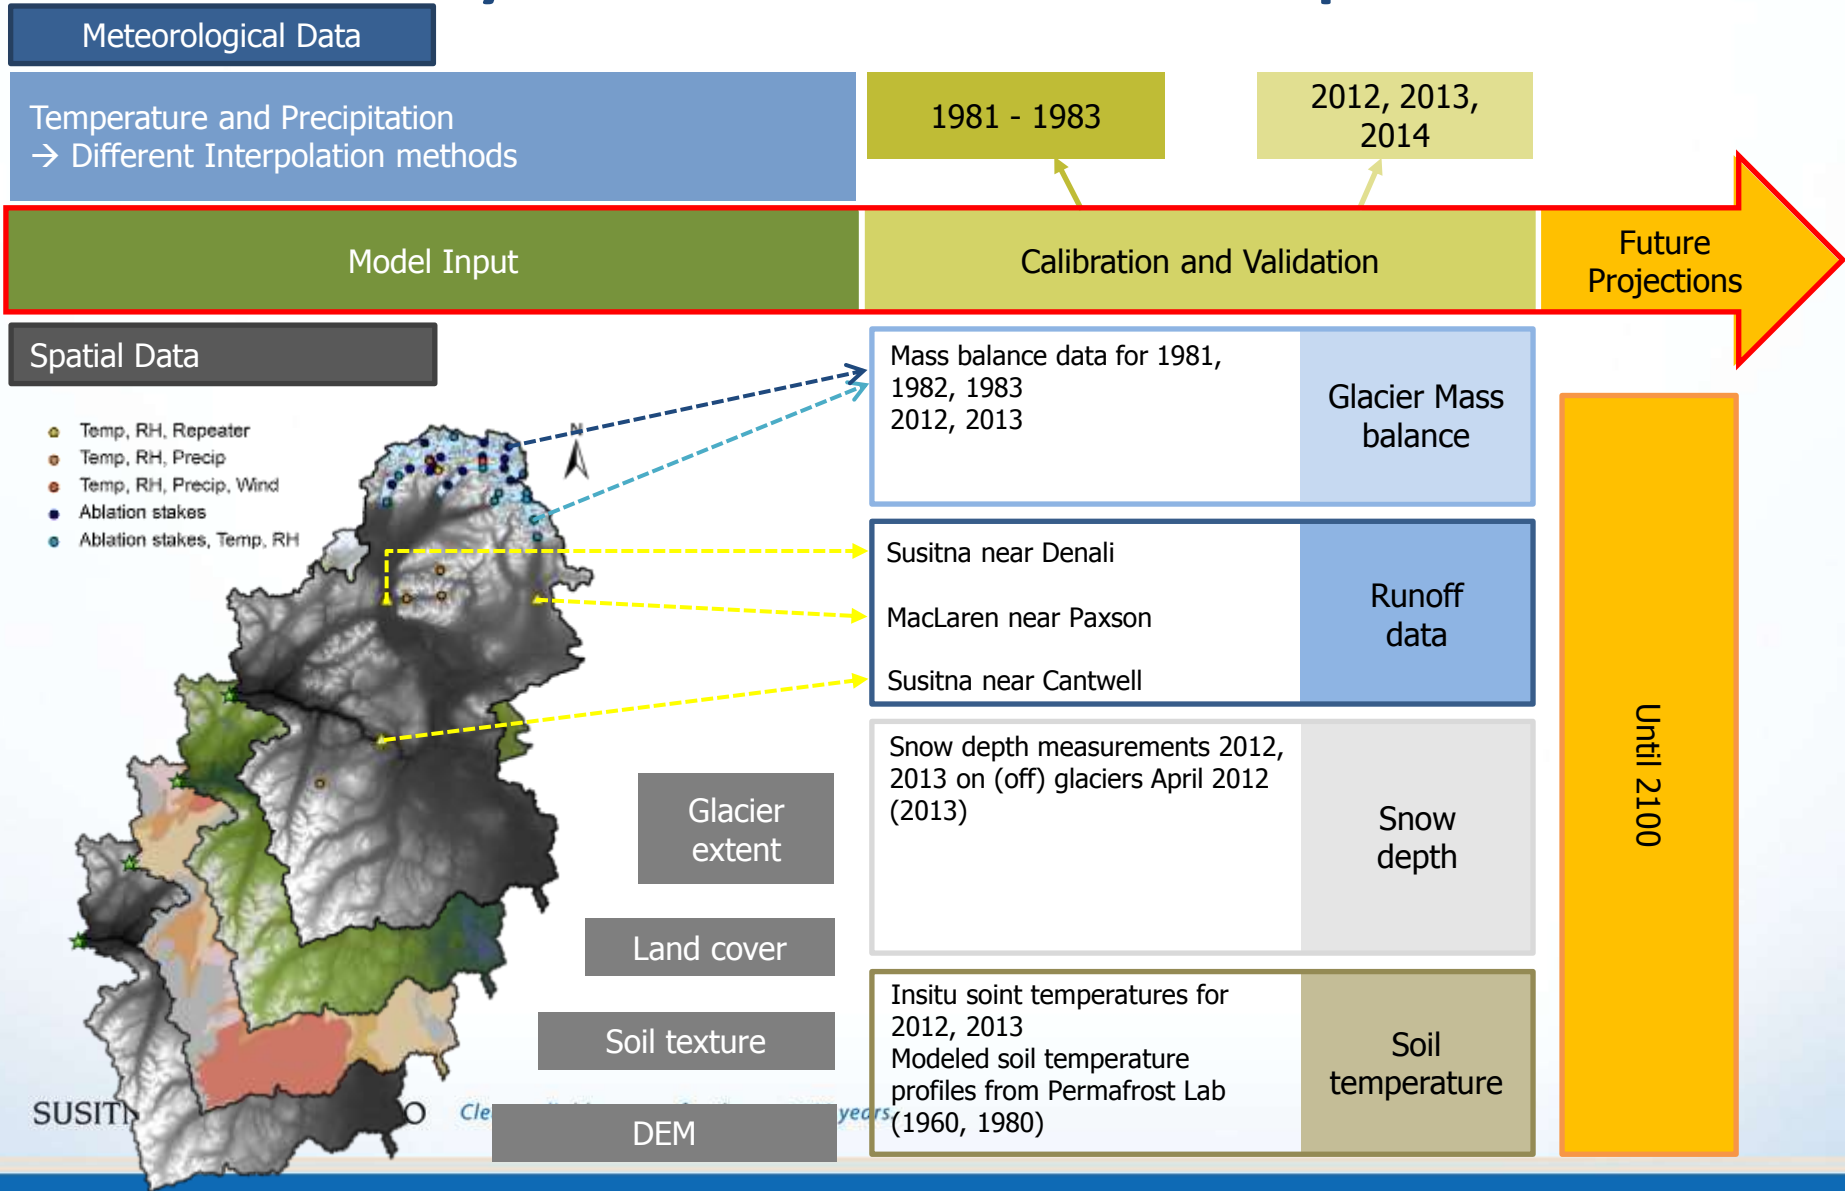 Meteorological Data
Temperature and Precipitation
→ Different Interpolation methods
1981 - 1983
2012, 2013,
2014
Model Input
Calibration and Validation
Future
Projections
Spatial Data
Temp, RH, Repeater
Temp, RH, Precip
Temp, RH, Precip, Wind
Ablation stakes
Ablation stakes, Temp, RH
N
Mass balance data for 1981,
1982, 1983
2012, 2013
Glacier Mass
balance
Susitna near Denali
MacLaren near Paxson
Susitna near Cantwell
Runoff
data
Snow depth measurements 2012,
2013 on (off) glaciers April 2012
(2013)
Snow
depth
Insitu soint temperatures for
2012, 2013
Modeled soil temperature
profiles from Permafrost Lab
(1960, 1980)
Soil
temperature
Until 2100
Glacier
extent
Land cover
Soil texture
DEM
SUSIT
years.